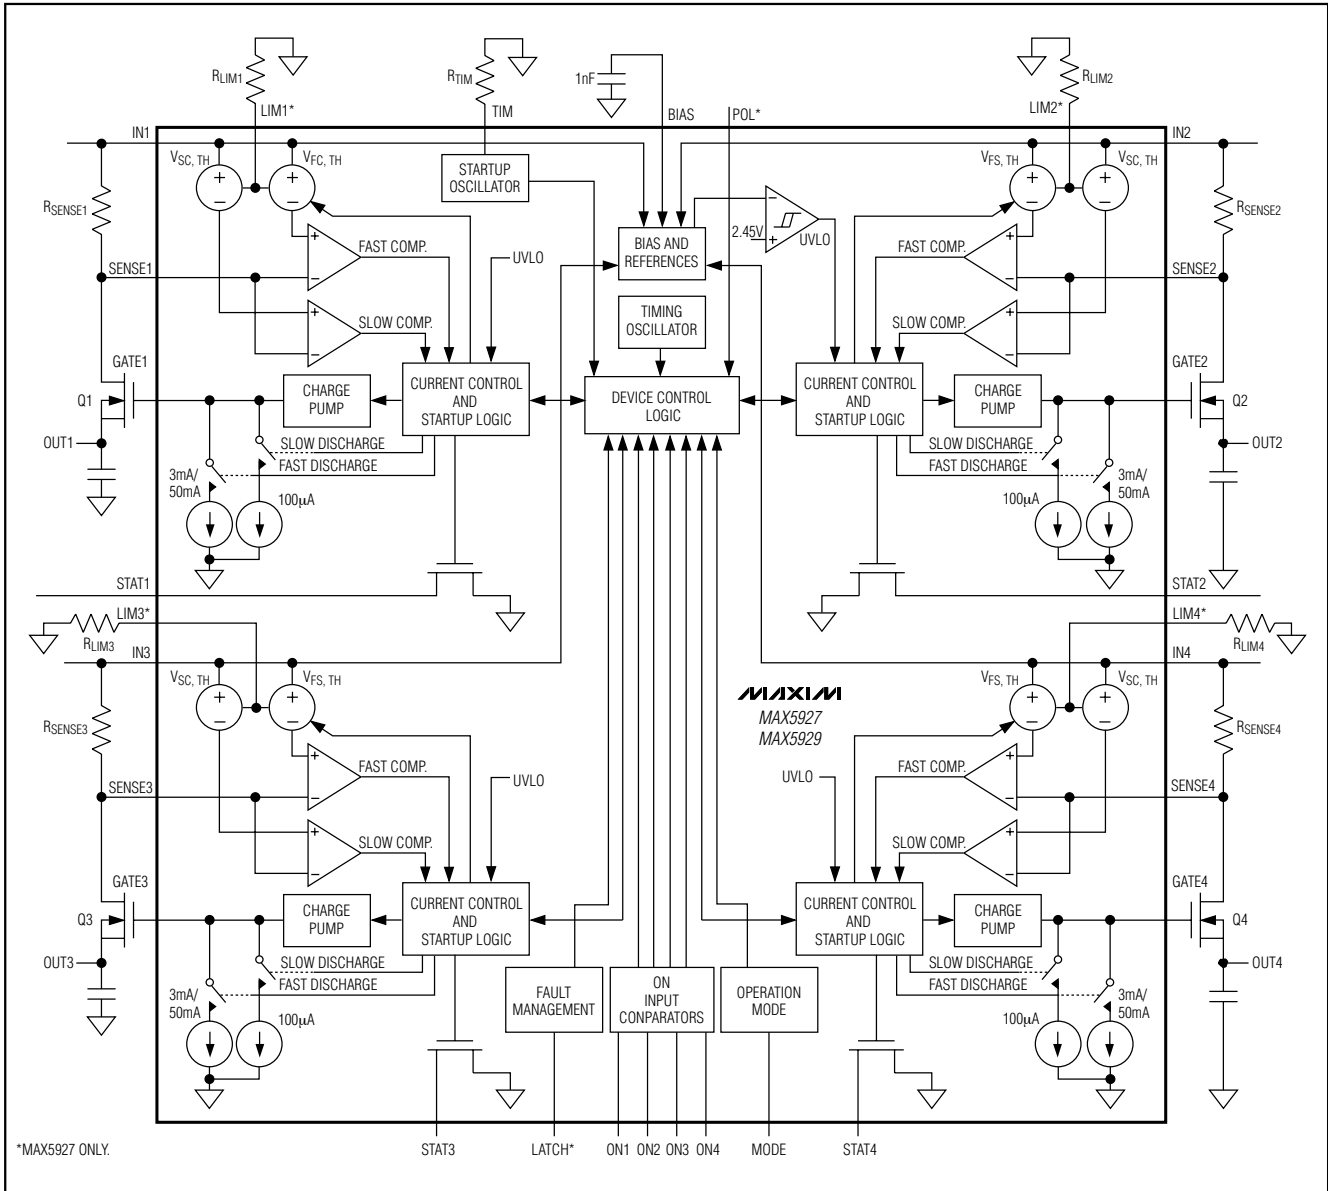 RLIM1
LIM1*
RTIM
TIM
1nF
BIAS
POL*
RLIM2
LIM2*
IN1
IN2
VSC, TH
VFC, TH
STARTUP
OSCILLATOR
VFS, TH
VSC, TH
RSENSE1
RSENSE2
BIAS AND
REFERENCES
2.45V
UVLO
FAST COMP.
UVLO
FAST COMP.
SENSE1
SENSE2
TIMING
OSCILLATOR
SLOW COMP.
SLOW COMP.
GATE1
GATE2
CHARGE
PUMP
CURRENT CONTROL
AND
STARTUP LOGIC
DEVICE CONTROL
LOGIC
CURRENT CONTROL
AND
STARTUP LOGIC
CHARGE
PUMP
Q1
Q2
OUT1
OUT2
SLOW DISCHARGE
FAST DISCHARGE
SLOW DISCHARGE
FAST DISCHARGE
3mA/
50mA
100μA
100μA
3mA/
50mA
STAT1
STAT2
LIM3*
LIM4*
RLIM3
RLIM4
IN3
IN4
VSC, TH
VFS, TH
VFS, TH
VSC, TH
MAXIM
MAX5927
MAX5929
RSENSE3
RSENSE4
FAST COMP.
UVLO
UVLO
FAST COMP.
SENSE3
SENSE4
SLOW COMP.
SLOW COMP.
GATE3
GATE4
CHARGE
PUMP
CURRENT CONTROL
AND
STARTUP LOGIC
CURRENT CONTROL
AND
STARTUP LOGIC
CHARGE
PUMP
Q3
Q4
OUT3
OUT4
SLOW DISCHARGE
FAST DISCHARGE
SLOW DISCHARGE
FAST DISCHARGE
3mA/
50mA
100μA
FAULT
MANAGEMENT
ON
INPUT
CONPARATORS
OPERATION
MODE
100μA
3mA/
50mA
*MAX5927 ONLY.
STAT3
LATCH*
ON1
ON2
ON3
ON4
MODE
STAT4